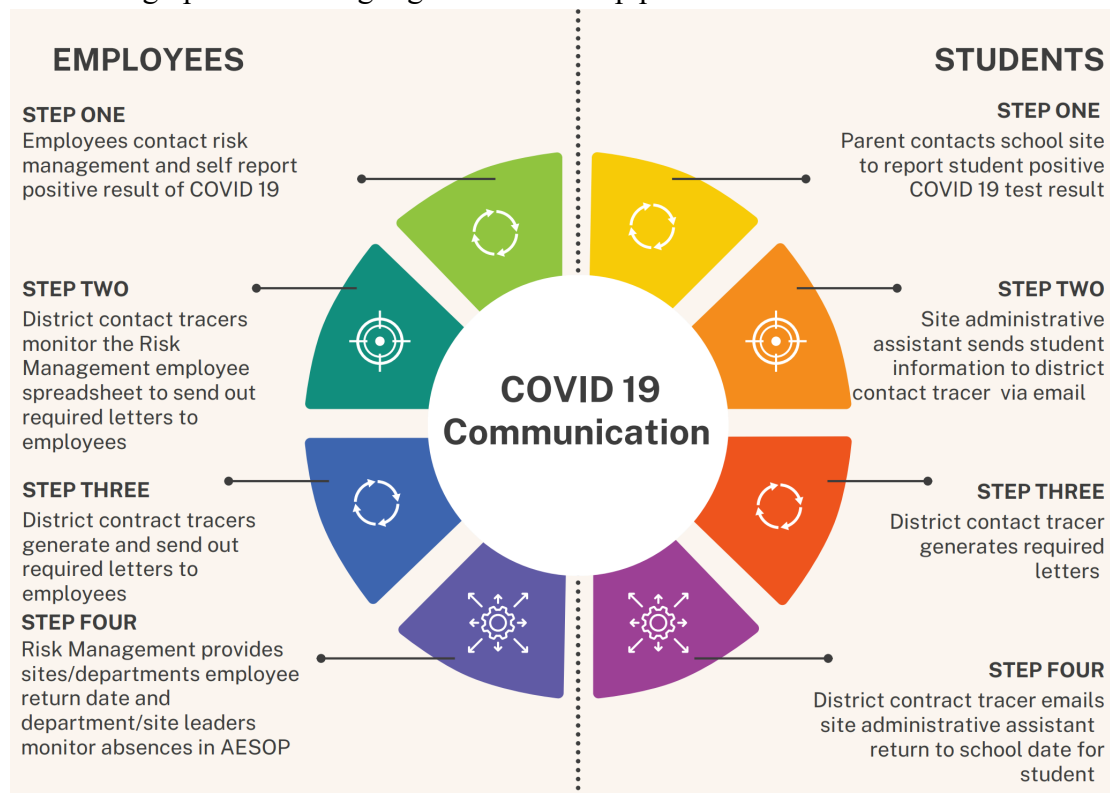 EMPLOYEES
STEP ONE
Employees contact risk
management and self report
positive result of COVID 19
STEP TWO
District contact tracers
monitor the Risk
Management employee
spreadsheet to send out
required letters to
employees
STEP THREE
District contract tracers
generate and send out
required letters to
employees
STEP FOUR
Risk Management provides
sites/departments employee
return date and
department/site leaders
monitor absences in AESOP
COVID 19
Communication
STUDENTS
STEP ONE
Parent contacts school site
to report student positive
COVID 19 test result
STEP TWO
Site administrative
assistant sends student
information to district
contact tracer via email
STEP THREE
District contact tracer
generates required
letters
STEP FOUR
District contract tracer emails
site administrative assistant
return to school date for
student